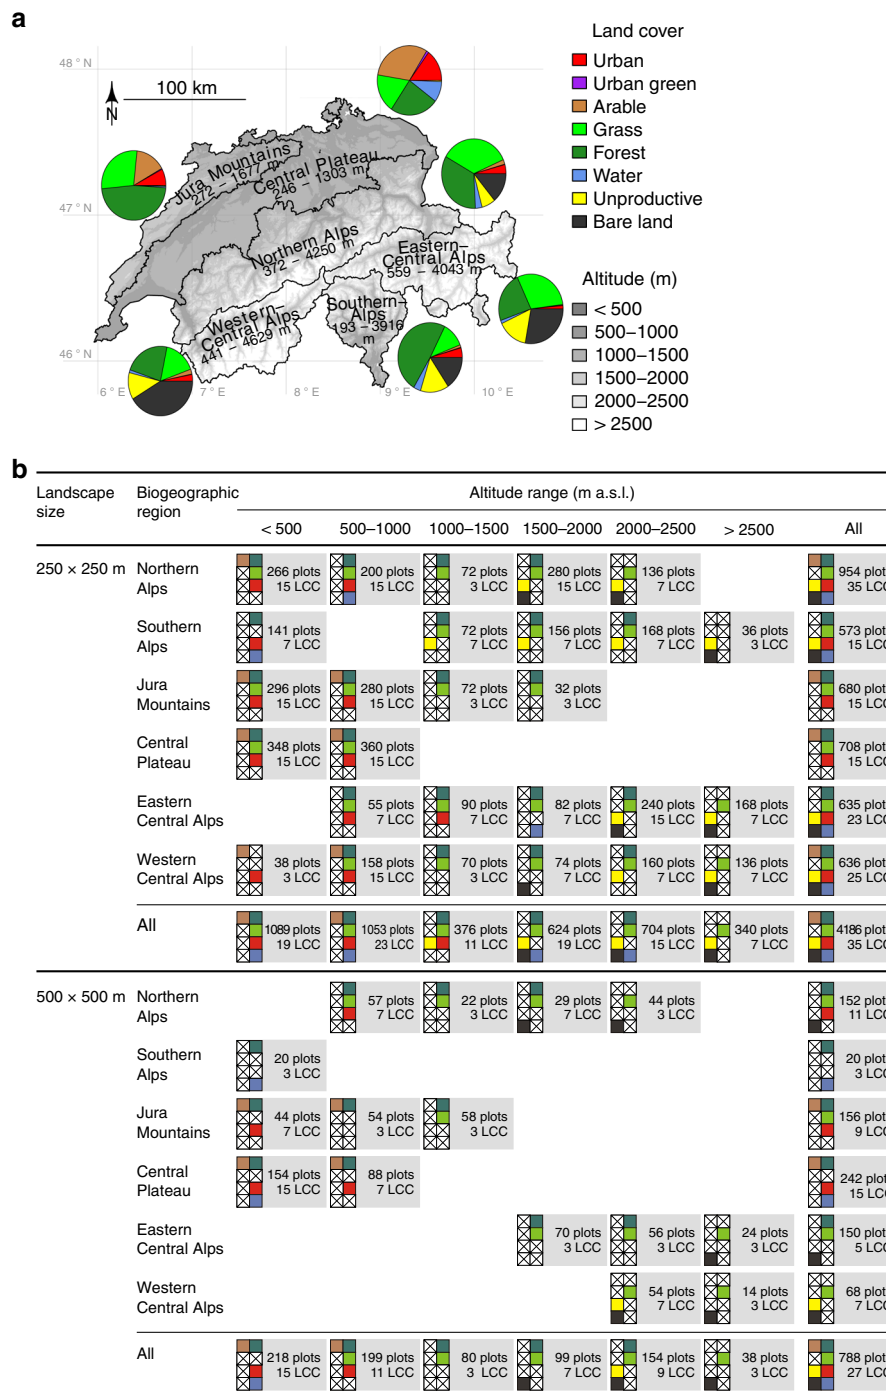 a
Land cover
Urban
Urban green
Arable
Grass
Forest
Water
Unproductive
Bare land
48° N
47° N
46° N
6° E
7° E
8° E
9° E
10° E
100 km
N
Jura Mountains
272 – 1677 m
Central Plateau
246 – 1303 m
Northern Alps
372 – 4250 m
Eastern–
Central Alps
559 – 4043 m
Western–
Central Alps
441 – 4629 m
Southern–
Alps
193 – 3916
m
Altitude (m)
< 500
500–1000
1000–1500
1500–2000
2000–2500
> 2500
b
Landscape size Biogeographic region Altitude range (m a.s.l.)
< 500 500–1000 1000–1500 1500–2000 2000–2500 > 2500 All
250 × 250 m Northern Alps
266 plots 200 plots 72 plots 280 plots 136 plots 954 plot
15 LCC 15 LCC 3 LCC 15 LCC 7 LCC 35 LCC
Southern Alps
141 plots 72 plots 156 plots 168 plots 36 plots 573 plot
7 LCC 7 LCC 7 LCC 7 LCC 3 LCC 15 LCC
Jura Mountains
296 plots 280 plots 72 plots 32 plots 680 plot
15 LCC 15 LCC 3 LCC 3 LCC 15 LCC
Central Plateau
348 plots 360 plots 708 plot
15 LCC 15 LCC 15 LCC
Eastern Central Alps
55 plots 90 plots 82 plots 240 plots 168 plots 635 plot
7 LCC 7 LCC 7 LCC 15 LCC 7 LCC 23 LCC
Western Central Alps
38 plots 158 plots 70 plots 74 plots 160 plots 136 plots 636 plot
3 LCC 15 LCC 3 LCC 7 LCC 7 LCC 7 LCC 25 LCC
All
1089 plots 1053 plots 376 plots 624 plots 704 plots 340 plots 4186 plot
19 LCC 23 LCC 11 LCC 19 LCC 15 LCC 7 LCC 35 LCC
500 × 500 m Northern Alps
57 plots 22 plots 29 plots 44 plots 152 plot
7 LCC 3 LCC 7 LCC 3 LCC 11 LCC
Southern Alps
20 plots 20 plot
3 LCC 3 LCC
Jura Mountains
44 plots 54 plots 58 plots 156 plot
7 LCC 3 LCC 3 LCC 9 LCC
Central Plateau
154 plots 88 plots 242 plot
15 LCC 7 LCC 15 LCC
Eastern Central Alps
70 plots 56 plots 24 plots 150 plot
3 LCC 3 LCC 3 LCC 5 LCC
Western Central Alps
54 plots 14 plots 68 plot
7 LCC 3 LCC 7 LCC
All
218 plots 199 plots 80 plots 99 plots 154 plots 38 plots 788 plot
15 LCC 11 LCC 3 LCC 7 LCC 9 LCC 3 LCC 27 LCC